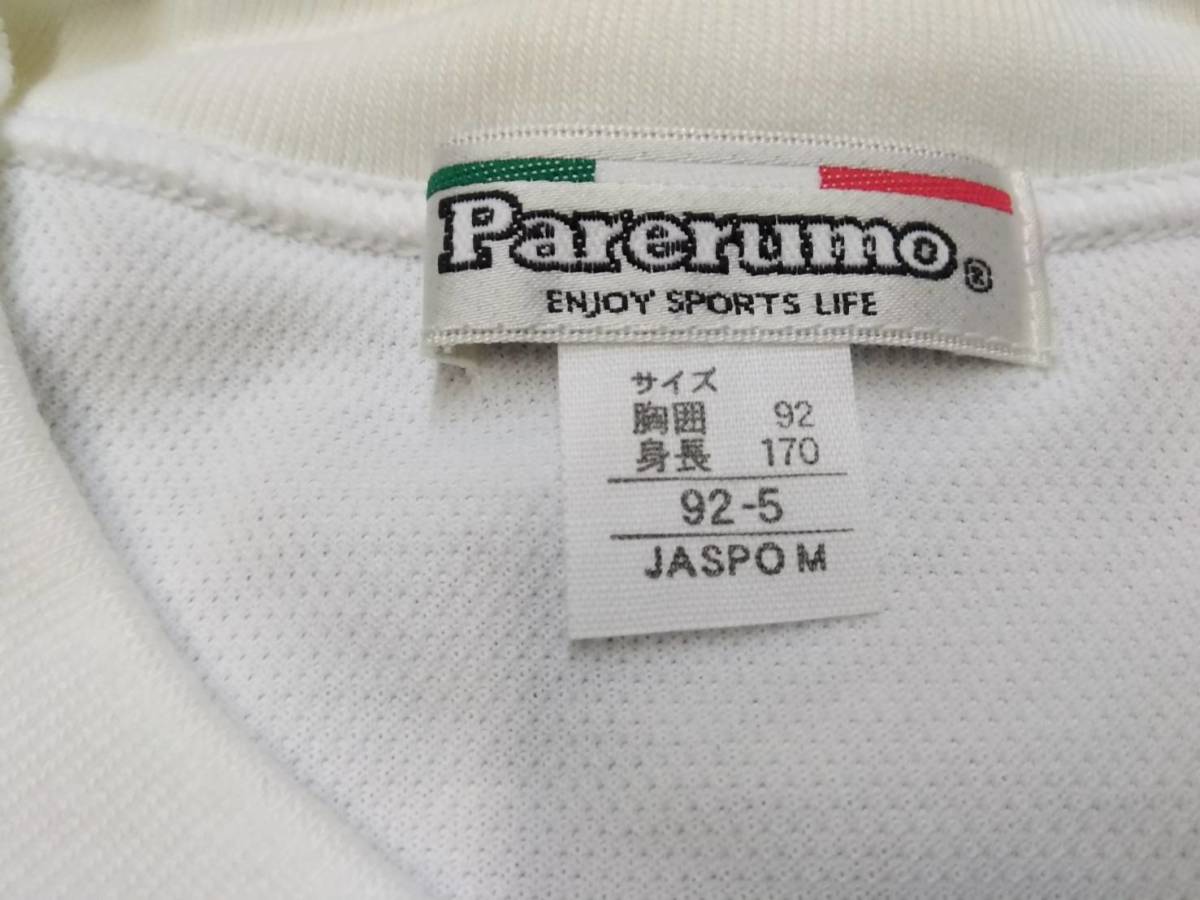 Parerumo®
ENJOY SPORTS LIFE
サイズ
胸囲 92
身長 170
92-5
JASPO M